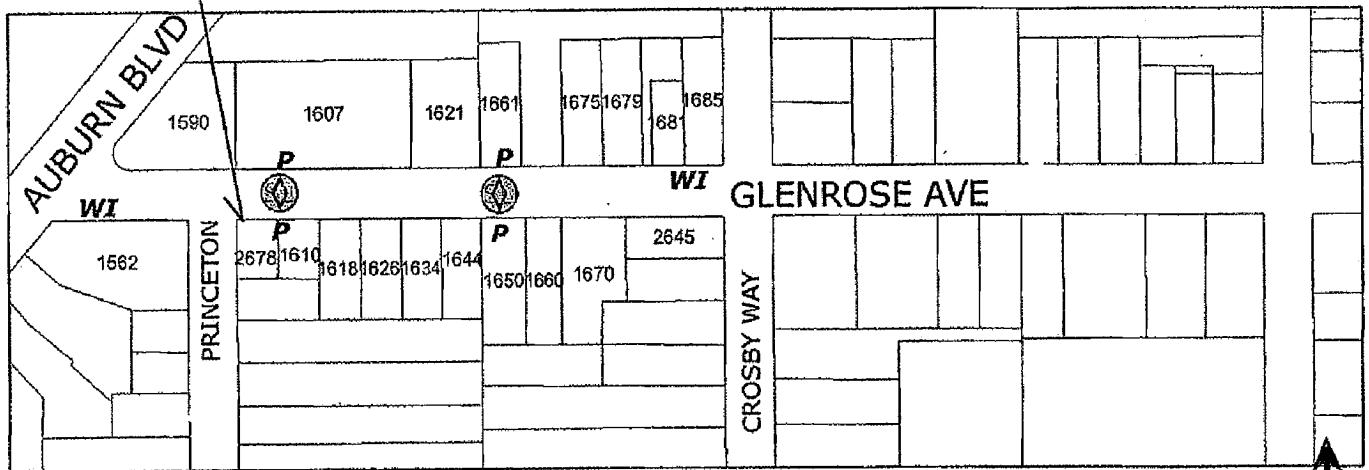 AUBURN BLVD
1590
1607
1621
1661
1675
1679
1681
1685
P
P
WI
GLENROSE AVE
WI
P
P
1562
PRINCETON
2678
1610
1618
1626
1634
1644
1650
1660
1670
2645
CROSBY WAY